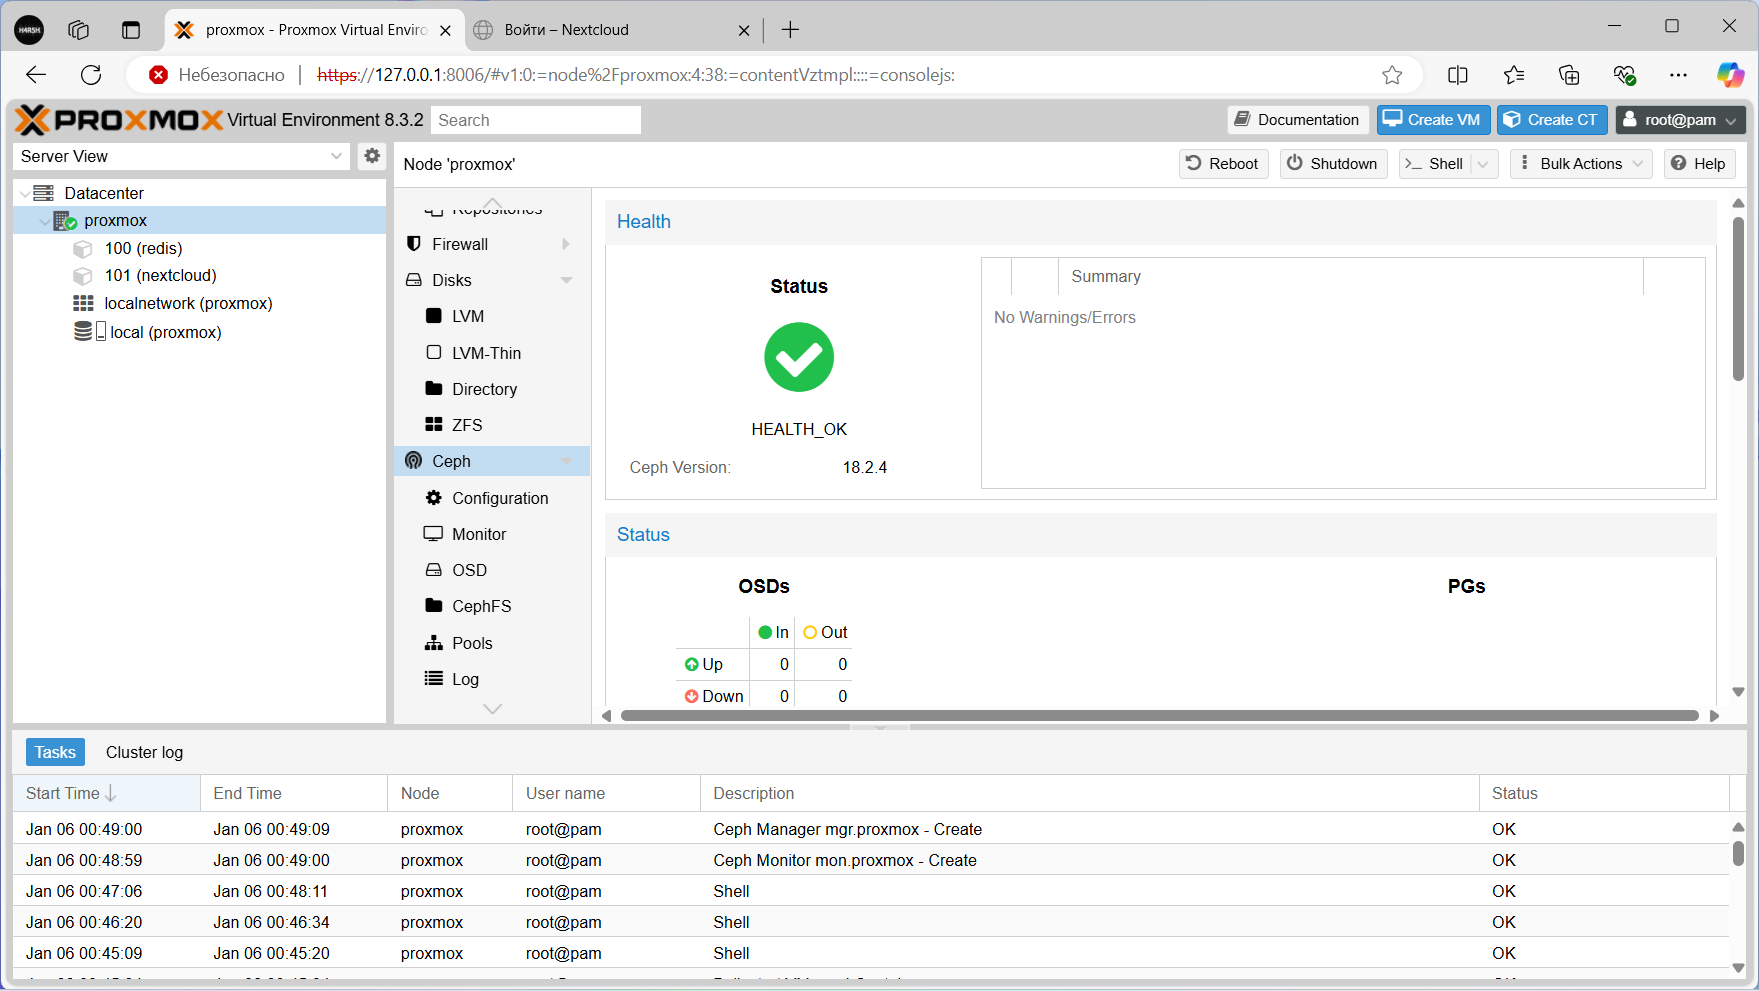 HARSH
proxmox - Proxmox Virtual Enviro
Войти – Nextcloud
Небезопасно
https://127.0.0.1:8006/#v1:0:=node%2Fproxmox:4:38:=contentVztmpl::::=consolejs:
PROXMOX Virtual Environment 8.3.2
Search
Documentation
Create VM
Create CT
root@pam
Server View
Node 'proxmox'
Reboot
Shutdown
Shell
Bulk Actions
Help
Datacenter
proxmox
100 (redis)
101 (nextcloud)
localnetwork (proxmox)
local (proxmox)
Repositories
Firewall
Disks
LVM
LVM-Thin
Directory
ZFS
Ceph
Configuration
Monitor
OSD
CephFS
Pools
Log
Health
Status
HEALTH_OK
Ceph Version: 18.2.4
Summary
No Warnings/Errors
Status
OSDs
In Out
Up 0 0
Down 0 0
PGs
Tasks Cluster log
Start Time End Time Node User name Description Status
Jan 06 00:49:00 Jan 06 00:49:09 proxmox root@pam Ceph Manager mgr.proxmox - Create OK
Jan 06 00:48:59 Jan 06 00:49:00 proxmox root@pam Ceph Monitor mon.proxmox - Create OK
Jan 06 00:47:06 Jan 06 00:48:11 proxmox root@pam Shell OK
Jan 06 00:46:20 Jan 06 00:46:34 proxmox root@pam Shell OK
Jan 06 00:45:09 Jan 06 00:45:20 proxmox root@pam Shell OK